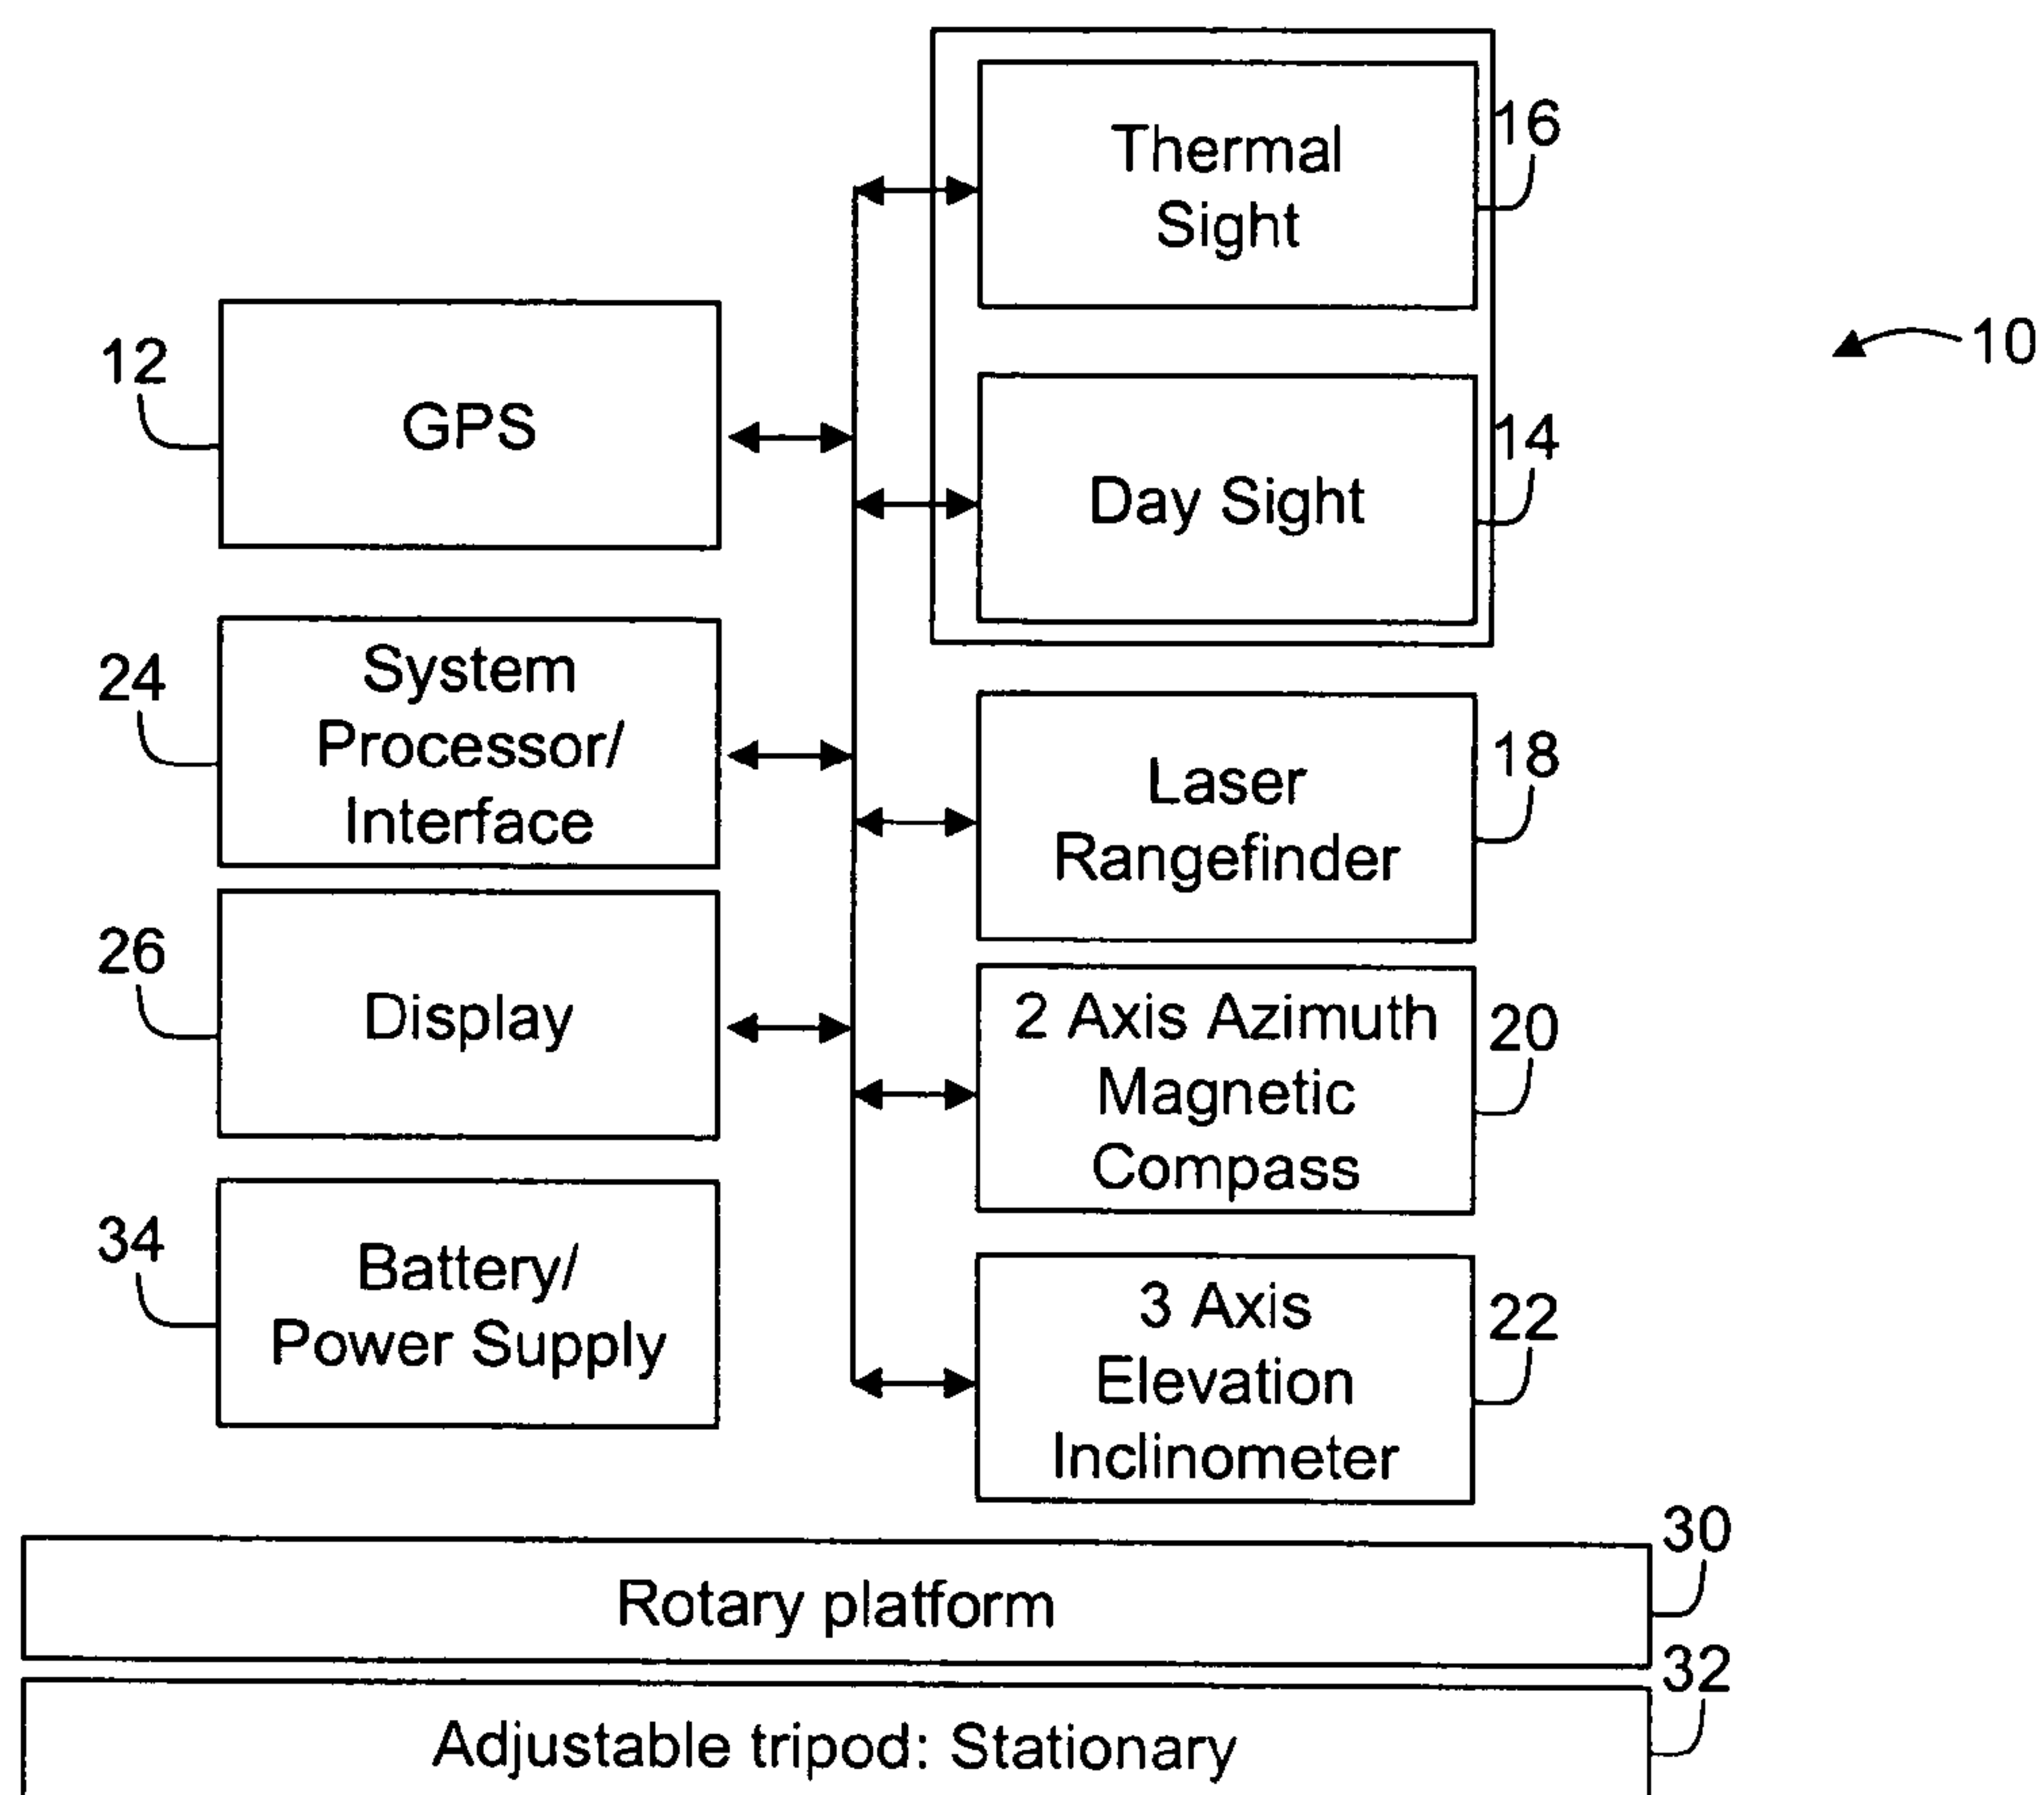 Thermal
Sight
16
10
12
GPS
Day Sight
14
24
System
Processor/
Interface
Laser
Rangefinder
18
26
Display
2 Axis Azimuth
Magnetic
Compass
20
34
Battery/
Power Supply
3 Axis
Elevation
Inclinometer
22
Rotary platform
30
Adjustable tripod: Stationary
32